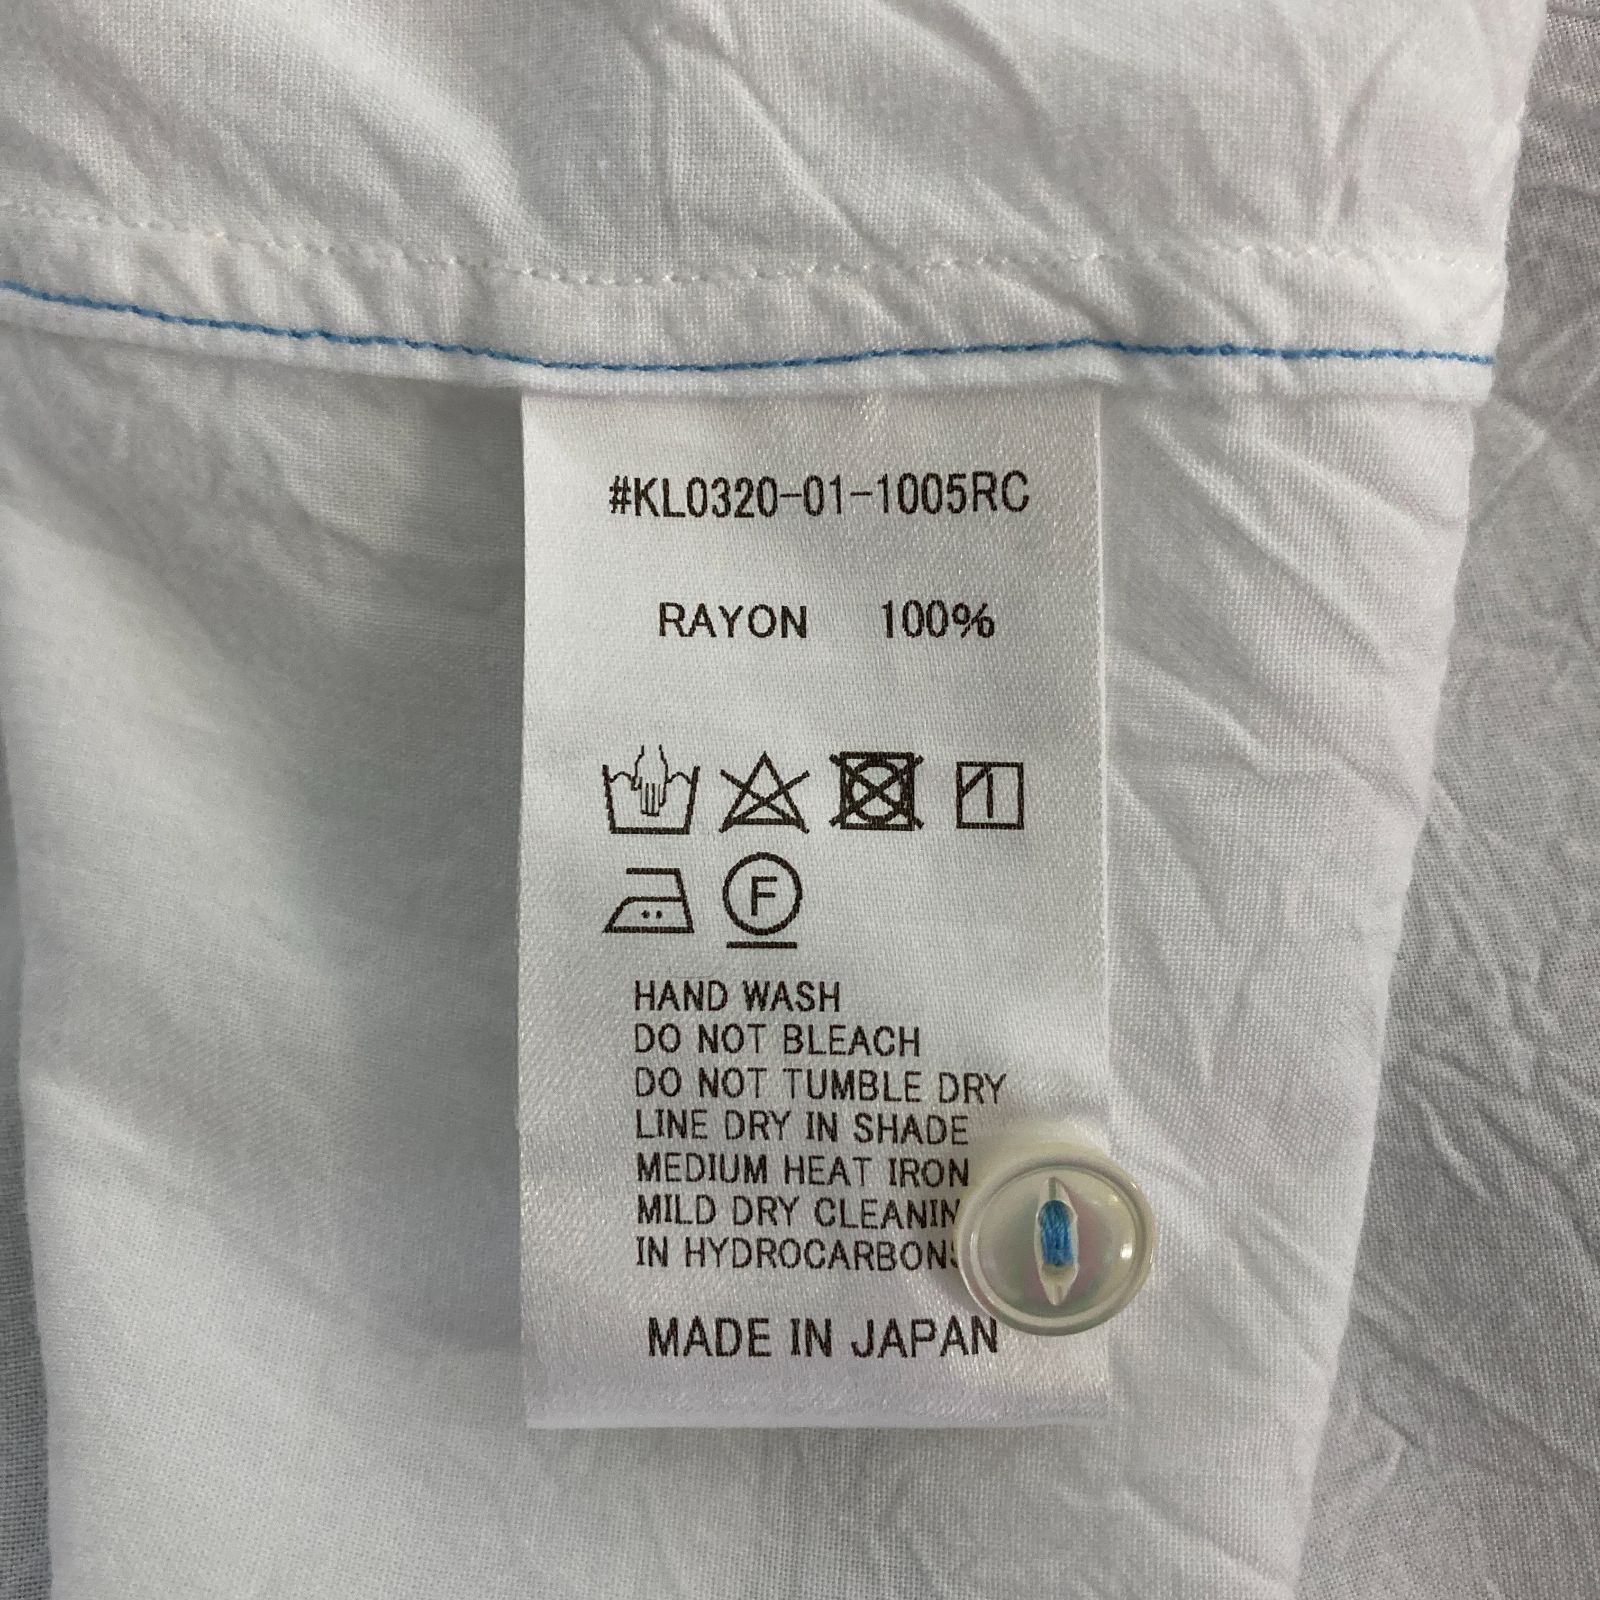 #KL0320-01-1005RC
RAYON 100%
F
HAND WASH
DO NOT BLEACH
DO NOT TUMBLE DRY
LINE DRY IN SHADE
MEDIUM HEAT IRON
MILD DRY CLEANIN
IN HYDROCARBONS
MADE IN JAPAN